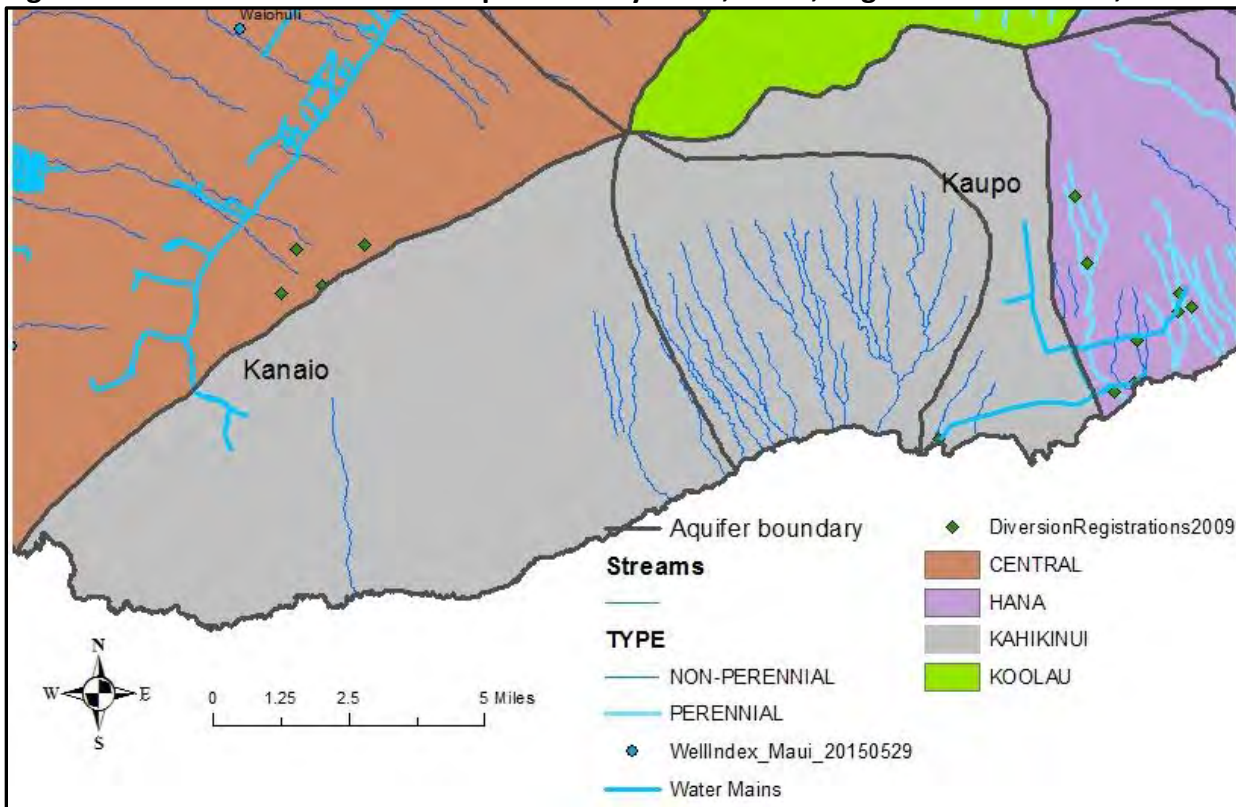 Waiohuli
Kaupo
Kanaio
Aquifer boundary
Streams
TYPE
NON-PERENNIAL
PERENNIAL
WellIndex_Maui_20150529
Water Mains
DiversionRegistrations2009
CENTRAL
HANA
KAHIKINUI
KOOLAU
N
W E
S
0 1.25 2.5 5 Miles